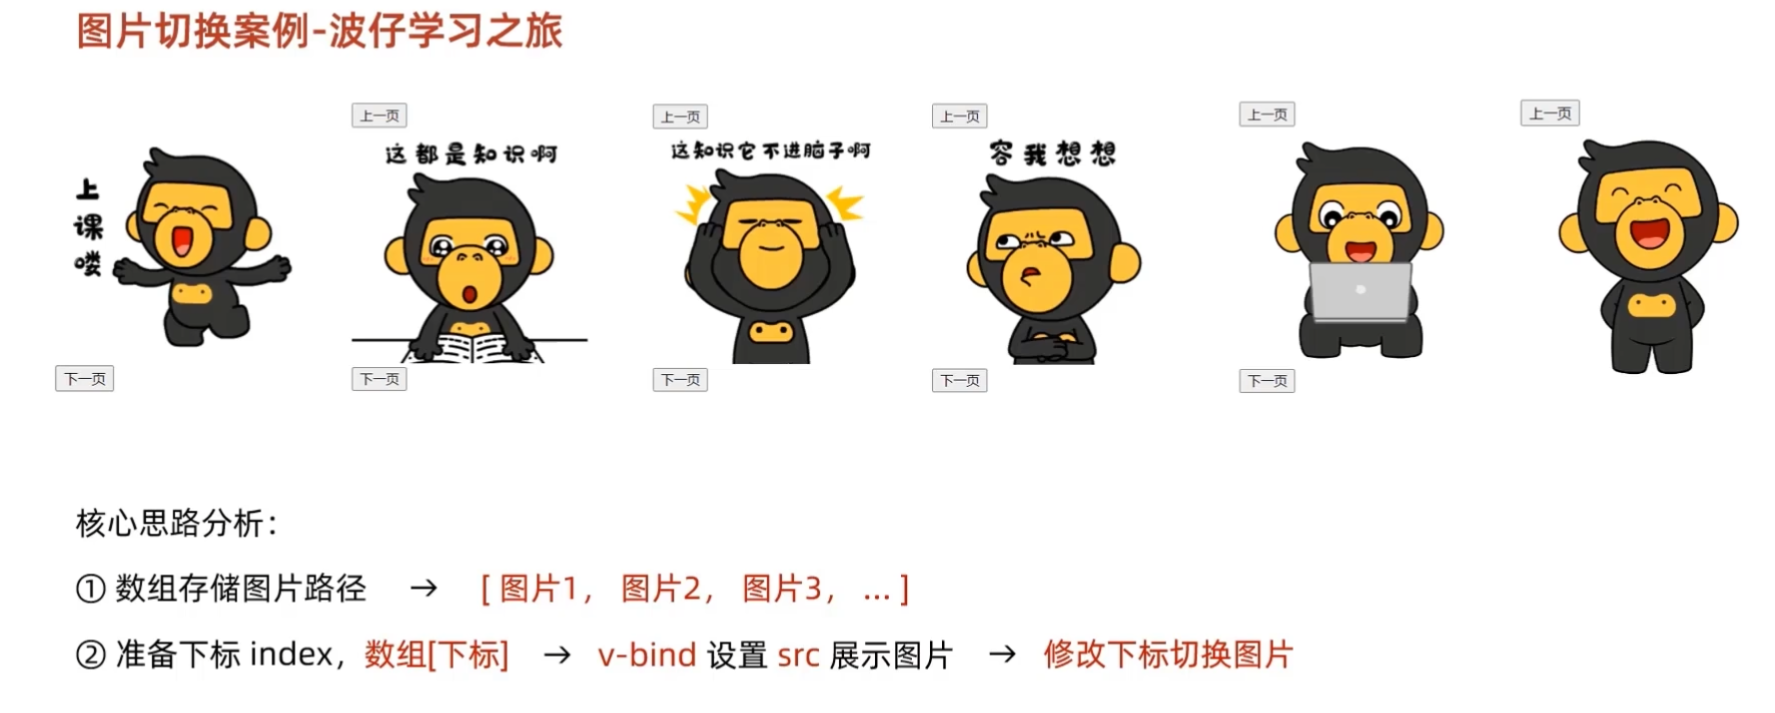 图片切换案例-波仔学习之旅
上一页 上一页 上一页 上一页 上一页
这都是知识啊 这知识它不进脑子啊 容我想想
上
课
喽
下一页 下一页 下一页 下一页 下一页
核心思路分析：
① 数组存储图片路径 → [ 图片1， 图片2， 图片3， ... ]
② 准备下标 index，数组[下标] → v-bind 设置 src 展示图片 → 修改下标切换图片